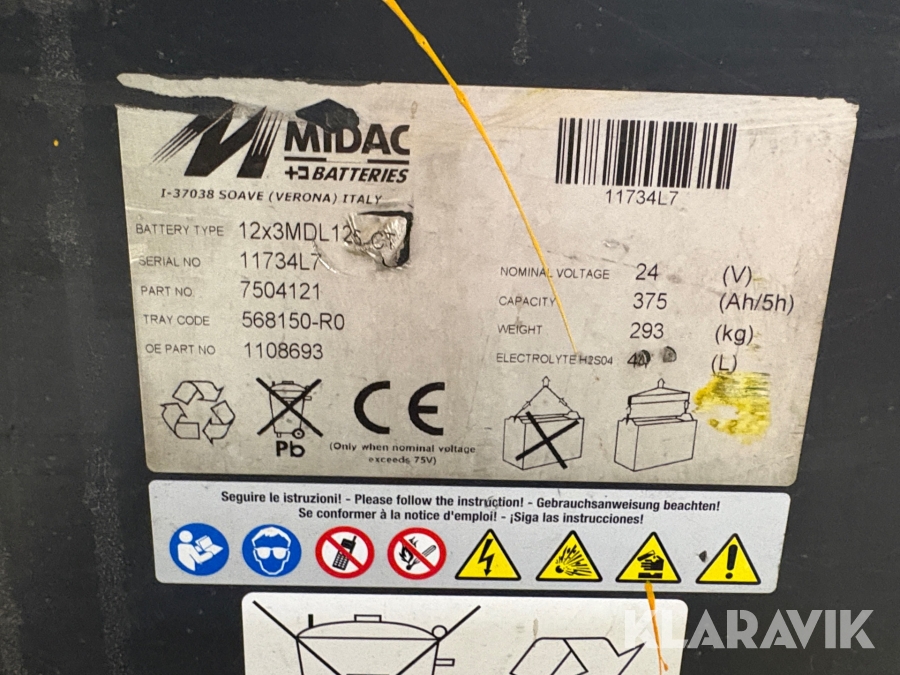 MIDAC
BATTERIES
I-37038 SOAVE (VERONA) ITALY
11734L7
BATTERY TYPE 12x3MDL125-CT
SERIAL NO 11734L7
PART NO 7504121
TRAY CODE 568150-R0
OE PART NO 1108693
NOMINAL VOLTAGE 24 (V)
CAPACITY 375 (Ah/5h)
WEIGHT 293 (kg)
ELECTROLYTE H2S04 (L)
Pb
CE
(Only when nominal voltage
exceeds 75V)
Seguire le istruzioni! - Please follow the instruction! - Gebrauchsanweisung beachten!
Se conformer à la notice d'emploi! - ¡Siga las instrucciones!
KLARAVIK